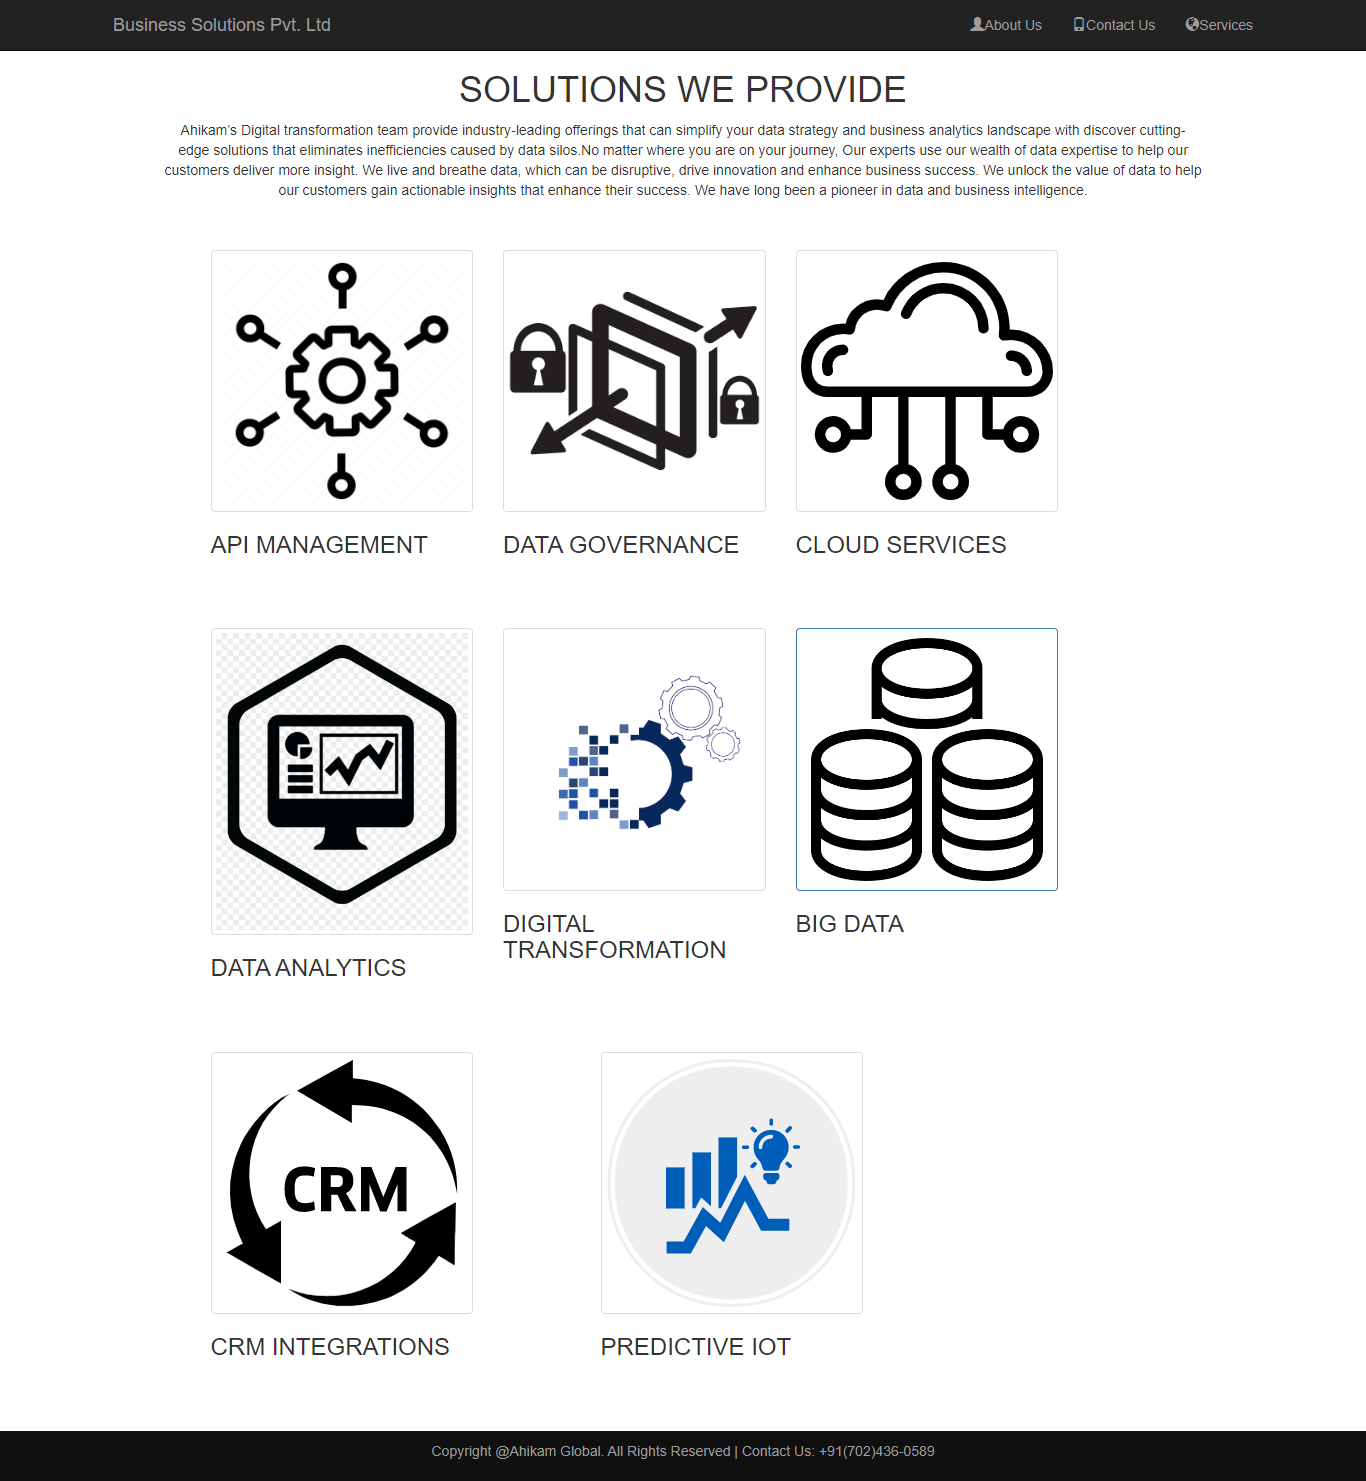 Business Solutions Pvt. Ltd
About Us
Contact Us
Services
SOLUTIONS WE PROVIDE
Ahikam’s Digital transformation team provide industry-leading offerings that can simplify your data strategy and business analytics landscape with discover cutting-
edge solutions that eliminates inefficiencies caused by data silos.No matter where you are on your journey, Our experts use our wealth of data expertise to help our
customers deliver more insight. We live and breathe data, which can be disruptive, drive innovation and enhance business success. We unlock the value of data to help
our customers gain actionable insights that enhance their success. We have long been a pioneer in data and business intelligence.
API MANAGEMENT
DATA GOVERNANCE
CLOUD SERVICES
DATA ANALYTICS
DIGITAL
TRANSFORMATION
BIG DATA
CRM
CRM INTEGRATIONS
PREDICTIVE IOT
Copyright @Ahikam Global. All Rights Reserved | Contact Us: +91(702)436-0589